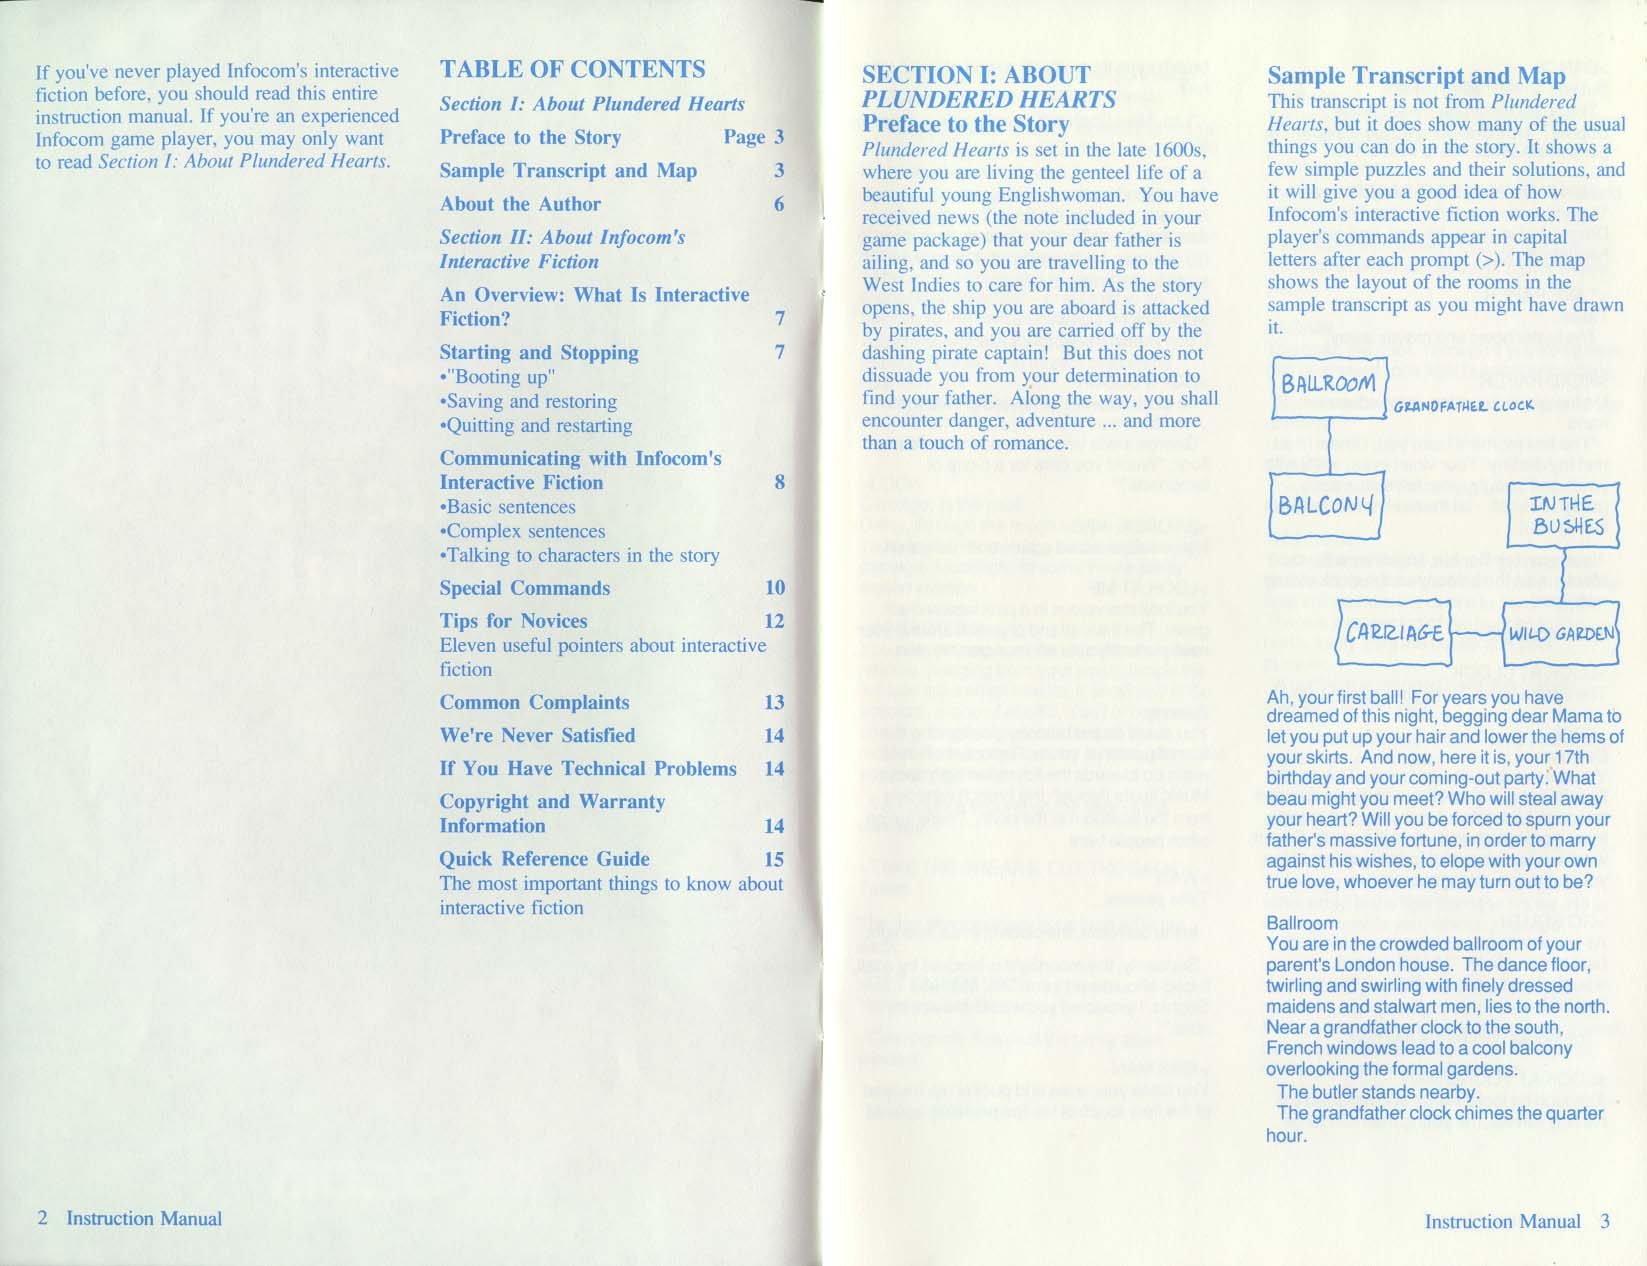 If you've never played Infocom's interactive
fiction before, you should read this entire
instruction manual. If you're an experienced
Infocom game player, you may only want
to read Section I: About Plundered Hearts.
TABLE OF CONTENTS
Section I: About Plundered Hearts
Preface to the Story Page 3
Sample Transcript and Map 3
About the Author 6
Section II: About Infocom's
Interactive Fiction
An Overview: What Is Interactive
Fiction? 7
Starting and Stopping 7
•"Booting up"
•Saving and restoring
•Quitting and restarting
Communicating with Infocom's
Interactive Fiction 8
•Basic sentences
•Complex sentences
•Talking to characters in the story
Special Commands 10
Tips for Novices 12
Eleven useful pointers about interactive
fiction
Common Complaints 13
We're Never Satisfied 14
If You Have Technical Problems 14
Copyright and Warranty
Information 14
Quick Reference Guide 15
The most important things to know about
interactive fiction
2 Instruction Manual
SECTION I: ABOUT
PLUNDERED HEARTS
Preface to the Story
Plundered Hearts is set in the late 1600s,
where you are living the genteel life of a
beautiful young Englishwoman. You have
received news (the note included in your
game package) that your dear father is
ailing, and so you are travelling to the
West Indies to care for him. As the story
opens, the ship you are aboard is attacked
by pirates, and you are carried off by the
dashing pirate captain! But this does not
dissuade you from your determination to
find your father. Along the way, you shall
encounter danger, adventure ... and more
than a touch of romance.
Sample Transcript and Map
This transcript is not from Plundered
Hearts, but it does show many of the usual
things you can do in the story. It shows a
few simple puzzles and their solutions, and
it will give you a good idea of how
Infocom's interactive fiction works. The
player's commands appear in capital
letters after each prompt (>). The map
shows the layout of the rooms in the
sample transcript as you might have drawn
it.
BALLROOM
GRANDFATHER CLOCK
BALCONY
IN THE
BUSHES
CARRIAGE
WILD GARDEN
Ah, your first ball! For years you have
dreamed of this night, begging dear Mama to
let you put up your hair and lower the hems of
your skirts. And now, here it is, your 17th
birthday and your coming-out party. What
beau might you meet? Who will steal away
your heart? Will you be forced to spurn your
father's massive fortune, in order to marry
against his wishes, to elope with your own
true love, whoever he may turn out to be?
Ballroom
You are in the crowded ballroom of your
parent's London house. The dance floor,
twirling and swirling with finely dressed
maidens and stalwart men, lies to the north.
Near a grandfather clock to the south,
French windows lead to a cool balcony
overlooking the formal gardens.
The butler stands nearby.
The grandfather clock chimes the quarter
hour.
Instruction Manual 3